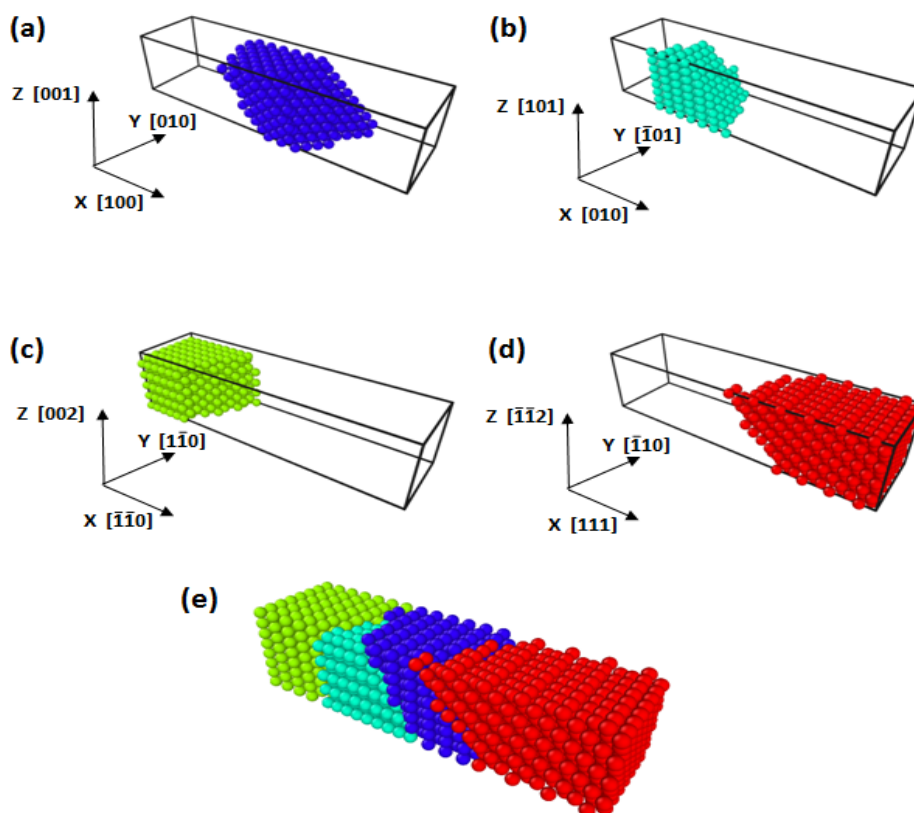 (a)
Z [001]
Y [010]
X [100]
(b)
Z [101]
Y [1̄01]
X [010]
(c)
Z [002]
Y [11̄0]
X [1̄1̄0]
(d)
Z [1̄1̄2]
Y [1̄10]
X [111]
(e)